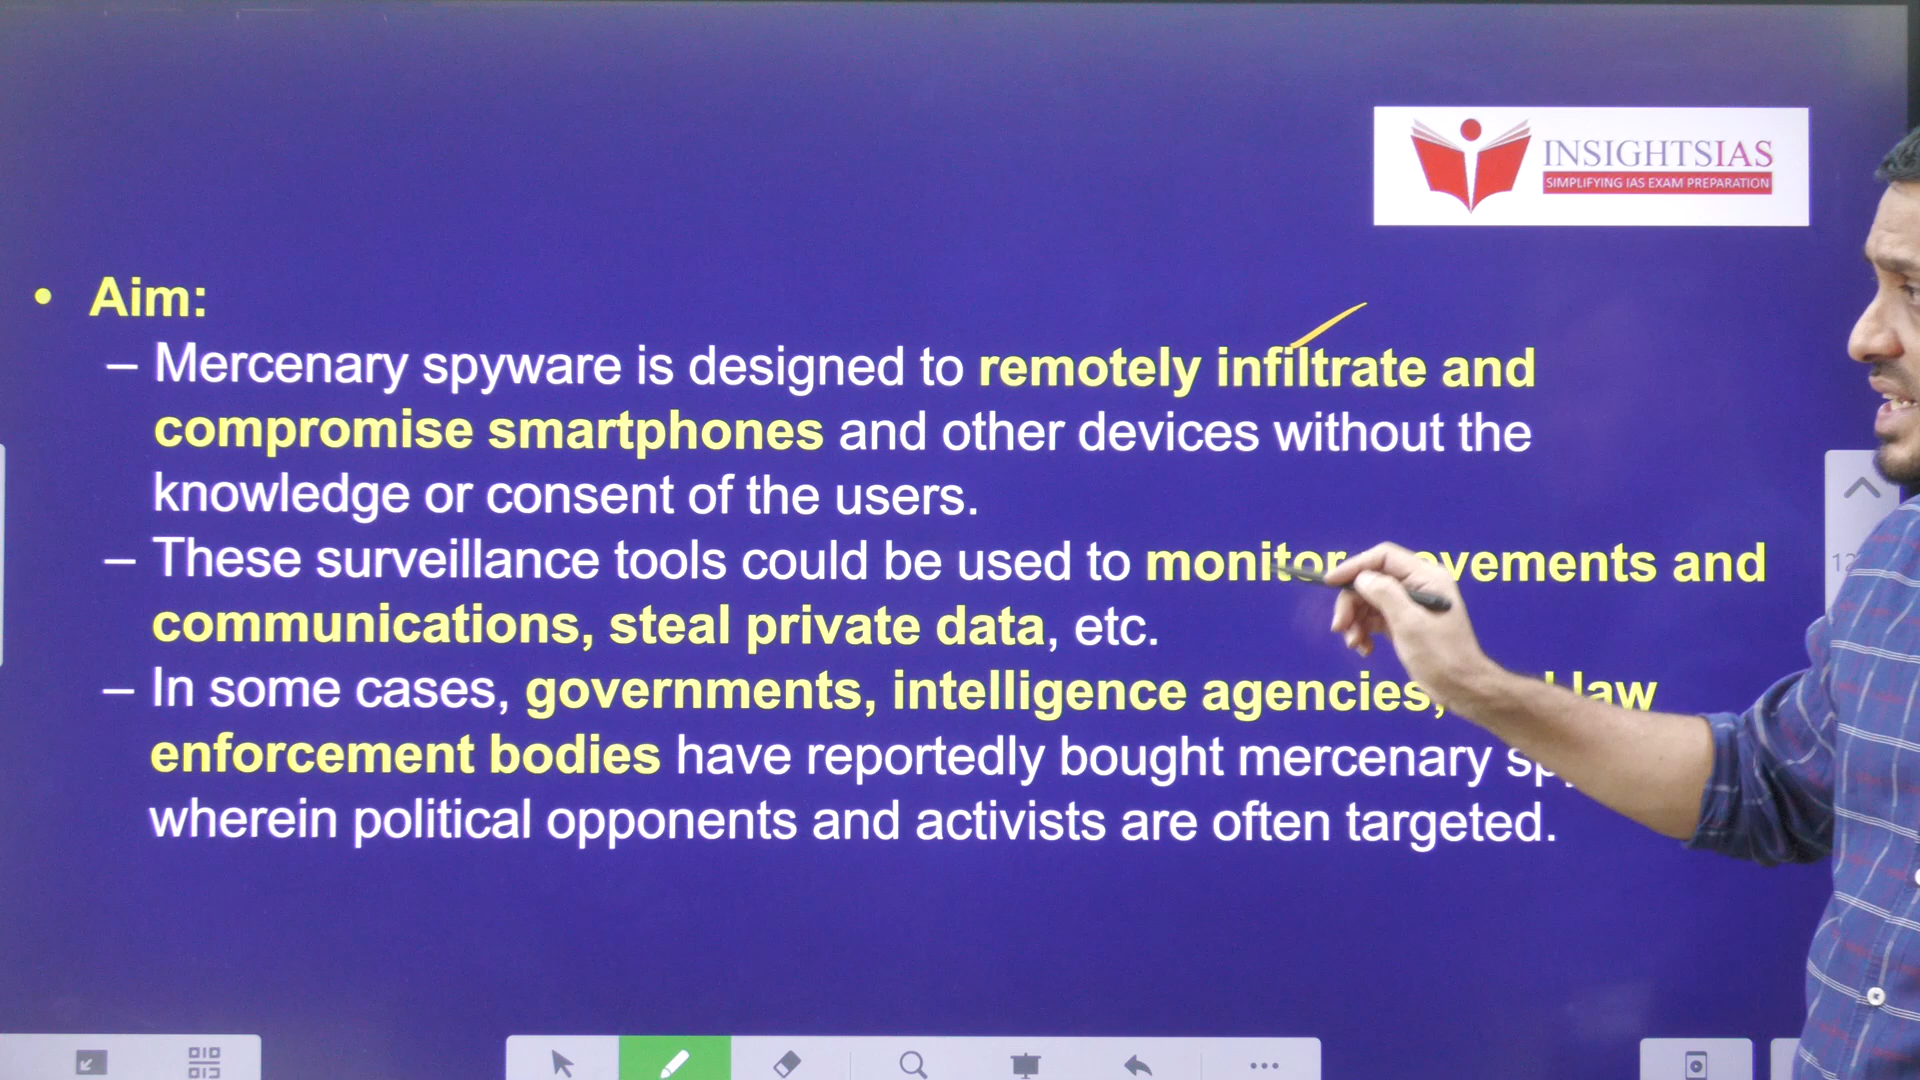 INSIGHTSIAS
SIMPLIFYING IAS EXAM PREPARATION
• Aim:
– Mercenary spyware is designed to remotely infiltrate and
compromise smartphones and other devices without the
knowledge or consent of the users.
– These surveillance tools could be used to monitor movements and
communications, steal private data, etc.
– In some cases, governments, intelligence agencies, law
enforcement bodies have reportedly bought mercenary
wherein political opponents and activists are often targeted.